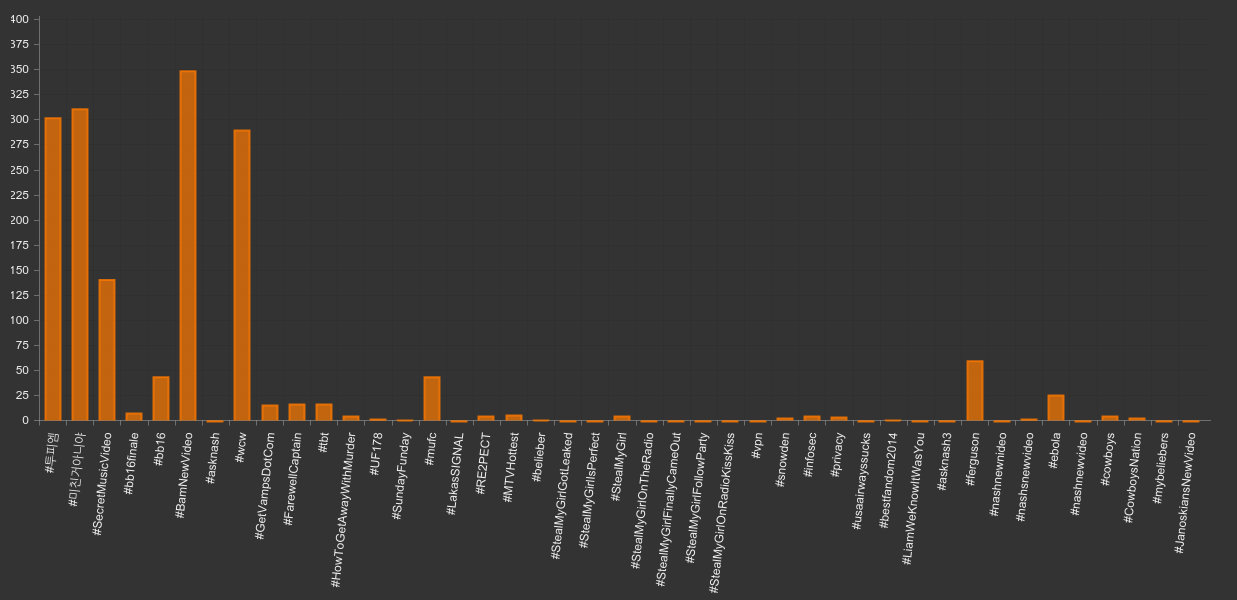 400
375
350
325
300
275
250
225
200
175
150
125
100
75
50
25
0
#투피엠
#미친거아니야
#SecretMusicVideo
#bb16finale
#bb16
#BamNewVideo
#asknash
#wcw
#GetVampsDotCom
#FarewellCaptain
#tbt
#HowToGetAwayWithMurder
#UF178
#SundayFunday
#mufc
#LakasSIGNAL
#RE2PECT
#MTVHottest
#belieber
#StealMyGirlGotLeaked
#StealMyGirlIsPerfect
#StealMyGirl
#StealMyGirlOnTheRadio
#StealMyGirlFinallyCameOut
#StealMyGirlFollowParty
#StealMyGirlOnRadioKissKiss
#vpn
#snowden
#infosec
#privacy
#usaairwayssucks
#bestfandom2014
#LiamWeKnowItWasYou
#asknash3
#ferguson
#nashnewnideo
#nashsnewvideo
#ebola
#nashnewvideo
#cowboys
#CowboysNation
#mybeliebers
#JanoskiansNewVideo